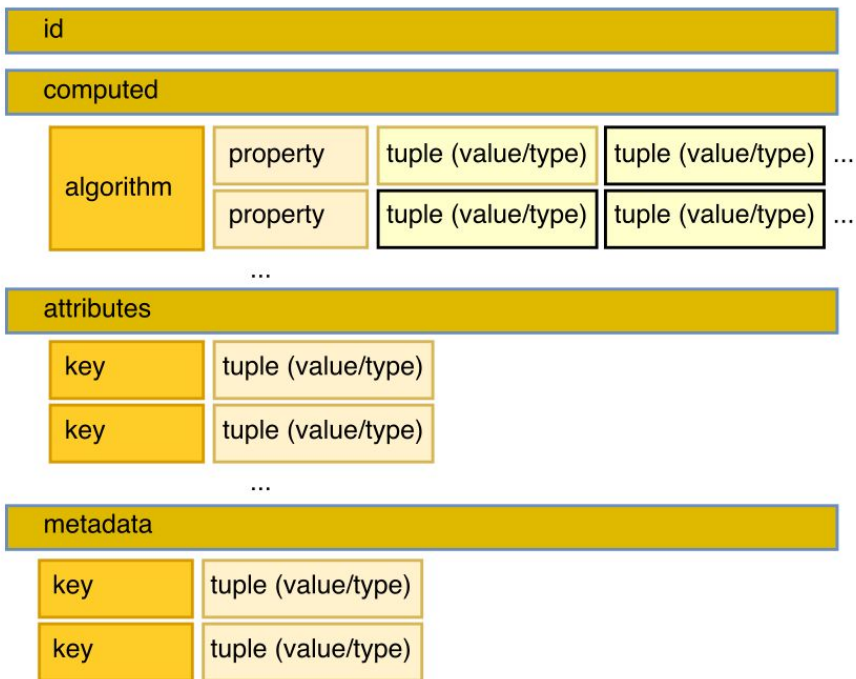 id
computed
algorithm
property tuple (value/type) tuple (value/type) ...
property tuple (value/type) tuple (value/type) ...
...
attributes
key tuple (value/type)
key tuple (value/type)
...
metadata
key tuple (value/type)
key tuple (value/type)